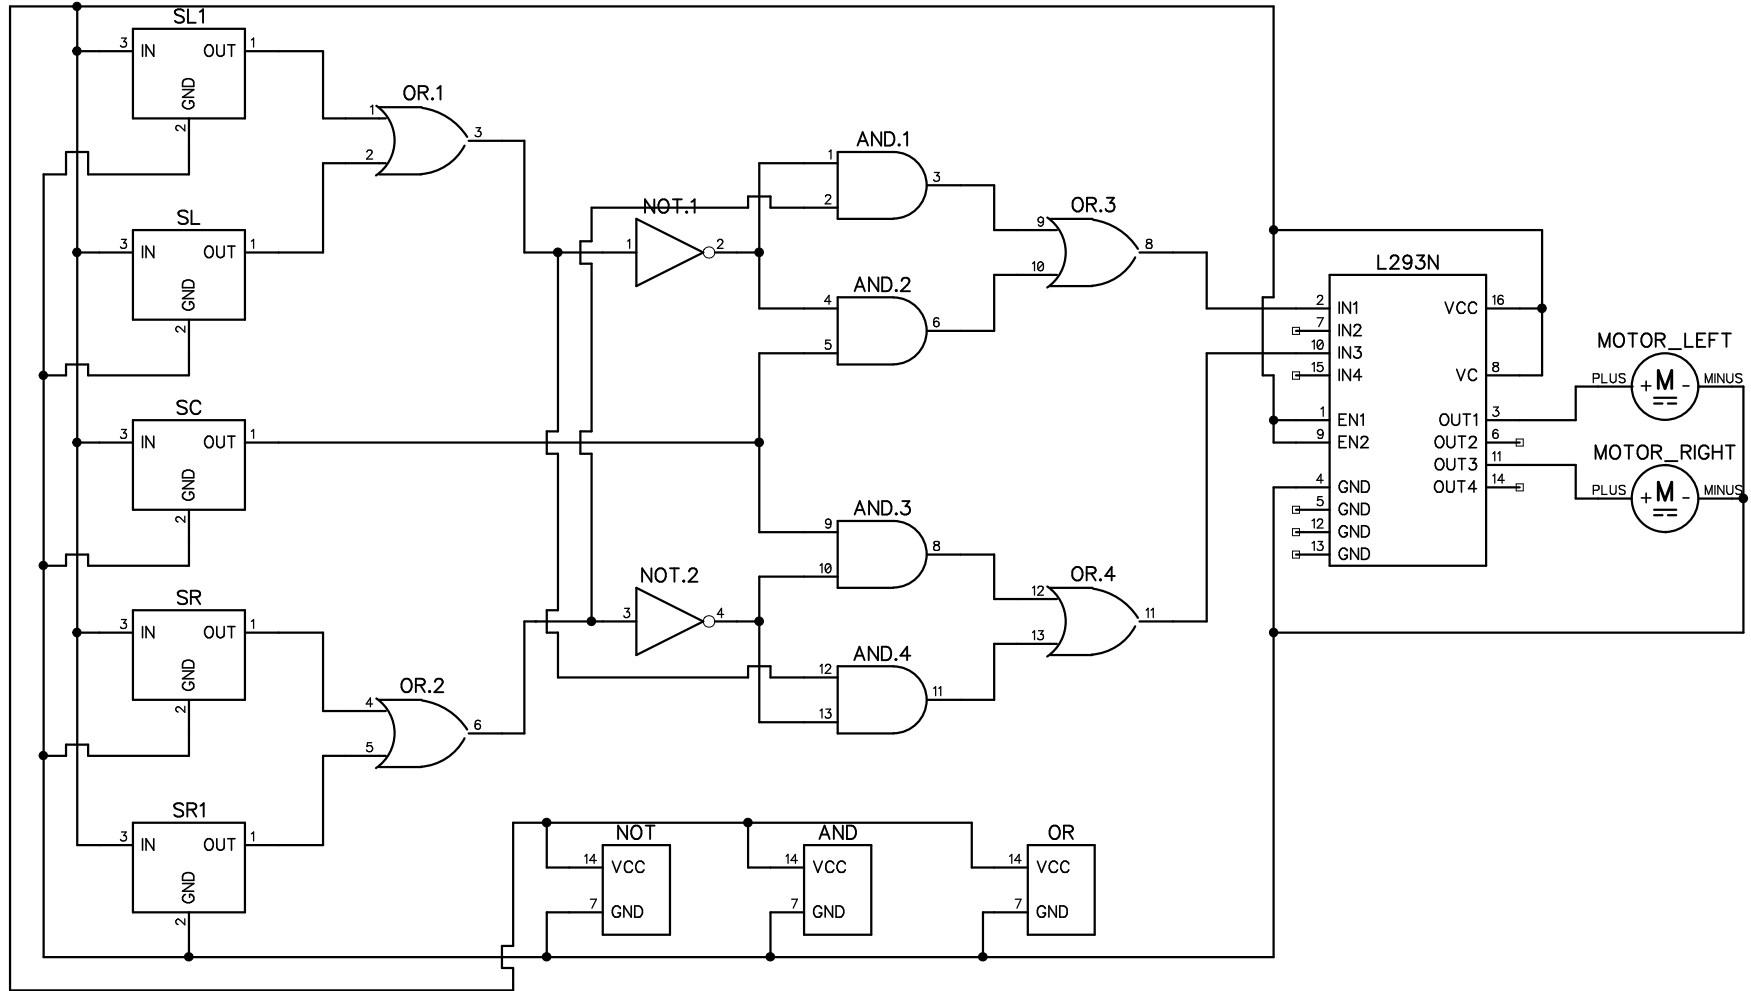 SL1
3 IN OUT 1
GND
2
SL
3 IN OUT 1
GND
2
SC
3 IN OUT 1
GND
2
SR
3 IN OUT 1
GND
2
SR1
3 IN OUT 1
GND
2
OR.1
1
2
3
OR.2
4
5
6
NOT.1
1
2
NOT.2
3
4
AND.1
1
2
3
AND.2
4
5
6
AND.3
9
10
8
AND.4
12
13
11
OR.3
9
10
8
OR.4
12
13
11
L293N
2 IN1 VCC 16
7 IN2
10 IN3
15 IN4 VC 8
1 EN1 OUT1 3
9 EN2 OUT2 6
OUT3 11
4 GND OUT4 14
5 GND
12 GND
13 GND
MOTOR_LEFT
PLUS + M - MINUS
MOTOR_RIGHT
PLUS + M - MINUS
NOT
14 VCC
7 GND
AND
14 VCC
7 GND
OR
14 VCC
7 GND